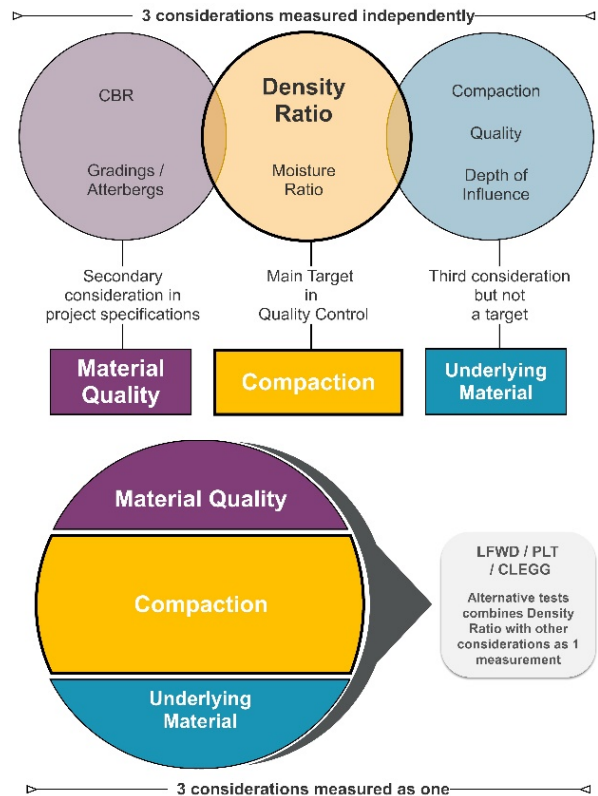 3 considerations measured independently
CBR
Gradings /
Atterbergs
Density
Ratio
Moisture
Ratio
Compaction
Quality
Depth of
Influence
Secondary
consideration in
project specifications
Main Target
in
Quality Control
Third consideration
but not
a target
Material
Quality
Compaction
Underlying
Material
Material Quality
Compaction
Underlying
Material
LFWD / PLT
/ CLEGG
Alternative tests
combines Density
Ratio with other
considerations as 1
measurement
3 considerations measured as one